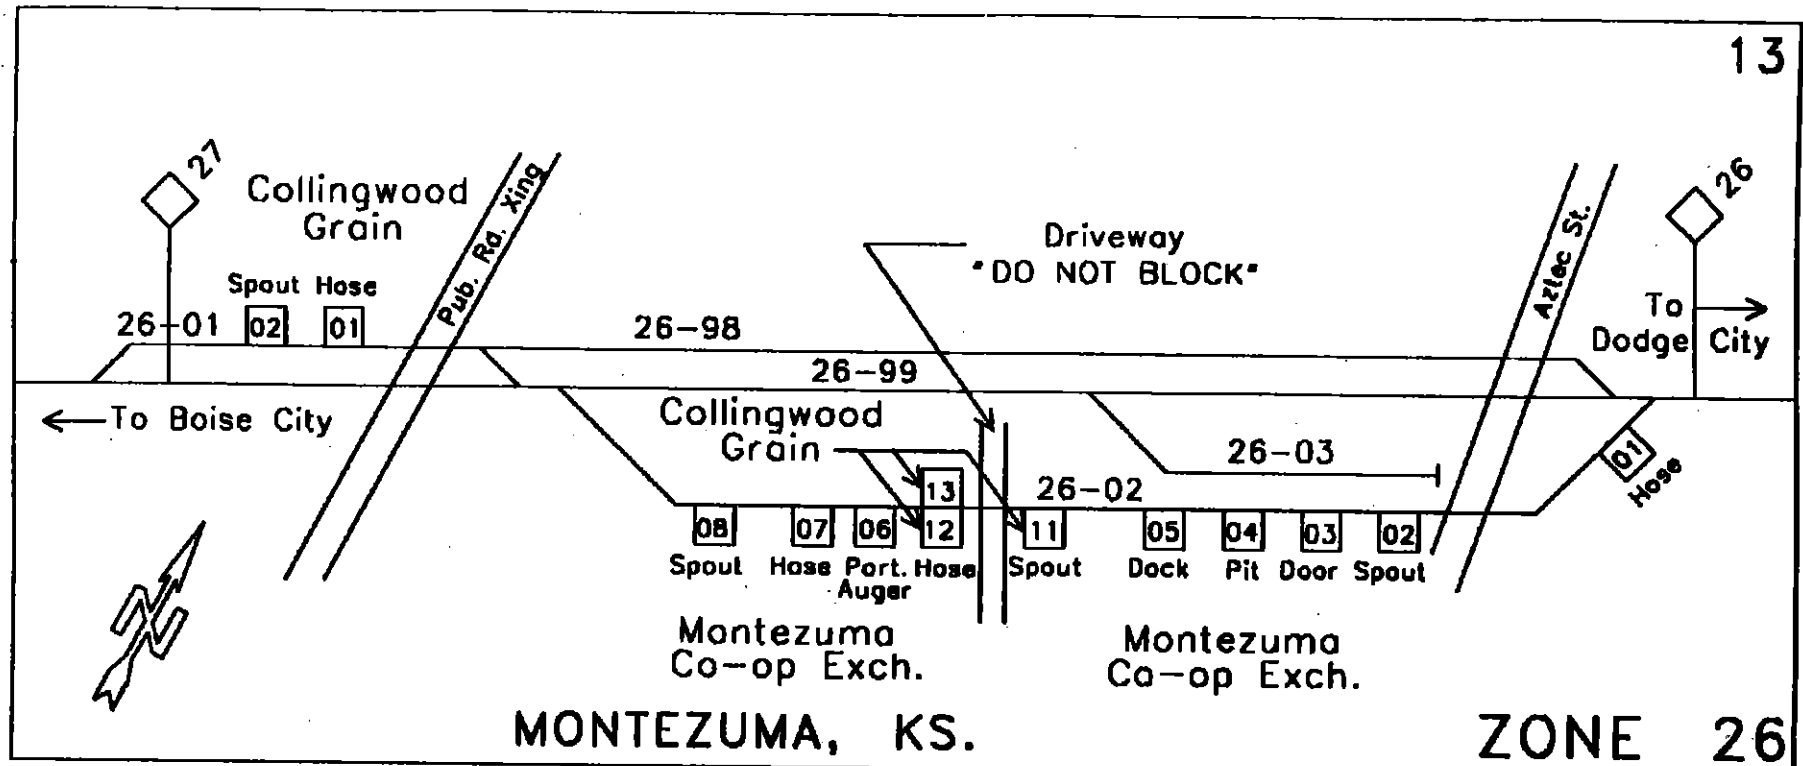 13
27
Collingwood
Grain
Pub. Rd. Xing
Driveway
"DO NOT BLOCK"
Aztec St.
26
To
Dodge City
Spout Hose
26-01
02
01
26-98
26-99
To Boise City
Collingwood
Grain
26-03
01
Hose
13
26-02
08
07
06
12
11
05
04
03
02
Spout Hose Port. Hose Spout Dock Pit Door Spout
Auger
Montezuma
Co-op Exch.
Montezuma
Co-op Exch.
N
MONTEZUMA, KS.
ZONE 26